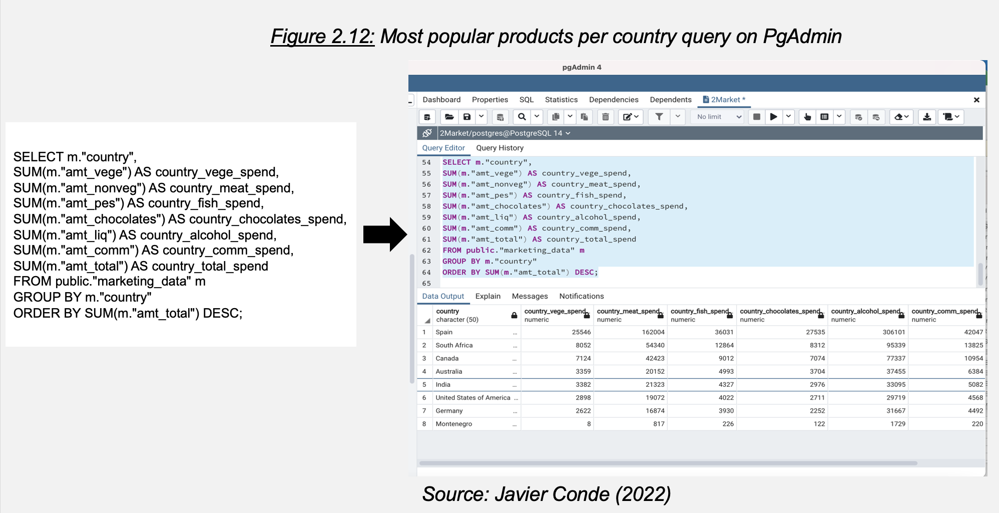 Figure 2.12: Most popular products per country query on PgAdmin
SELECT m."country",
SUM(m."amt_vege") AS country_vege_spend,
SUM(m."amt_nonveg") AS country_meat_spend,
SUM(m."amt_pes") AS country_fish_spend,
SUM(m."amt_chocolates") AS country_chocolates_spend,
SUM(m."amt_liq") AS country_alcohol_spend,
SUM(m."amt_comm") AS country_comm_spend,
SUM(m."amt_total") AS country_total_spend
FROM public."marketing_data" m
GROUP BY m."country"
ORDER BY SUM(m."amt_total") DESC;
pgAdmin 4
Dashboard Properties SQL Statistics Dependencies Dependents 2Market *
No limit
2Market/postgres@PostgreSQL 14
Query Editor Query History
54 SELECT m."country",
55 SUM(m."amt_vege") AS country_vege_spend,
56 SUM(m."amt_nonveg") AS country_meat_spend,
57 SUM(m."amt_pes") AS country_fish_spend,
58 SUM(m."amt_chocolates") AS country_chocolates_spend,
59 SUM(m."amt_liq") AS country_alcohol_spend,
60 SUM(m."amt_comm") AS country_comm_spend,
61 SUM(m."amt_total") AS country_total_spend
62 FROM public."marketing_data" m
63 GROUP BY m."country"
64 ORDER BY SUM(m."amt_total") DESC;
65
Data Output Explain Messages Notifications
country country_vege_spend country_meat_spend country_fish_spend country_chocolates_spend country_alcohol_spend country_comm_spend
character (50) numeric numeric numeric numeric numeric numeric
1 Spain ... 25546 162004 36031 27535 306101 42047
2 South Africa ... 8052 54340 12864 8312 95339 13825
3 Canada ... 7124 42423 9012 7074 77337 10954
4 Australia ... 3359 20152 4993 3704 37455 6384
5 India ... 3382 21323 4327 2976 33095 5082
6 United States of America ... 2898 19072 4022 2711 29719 4568
7 Germany ... 2622 16874 3930 2252 31667 4492
8 Montenegro ... 8 817 226 122 1729 220
Source: Javier Conde (2022)